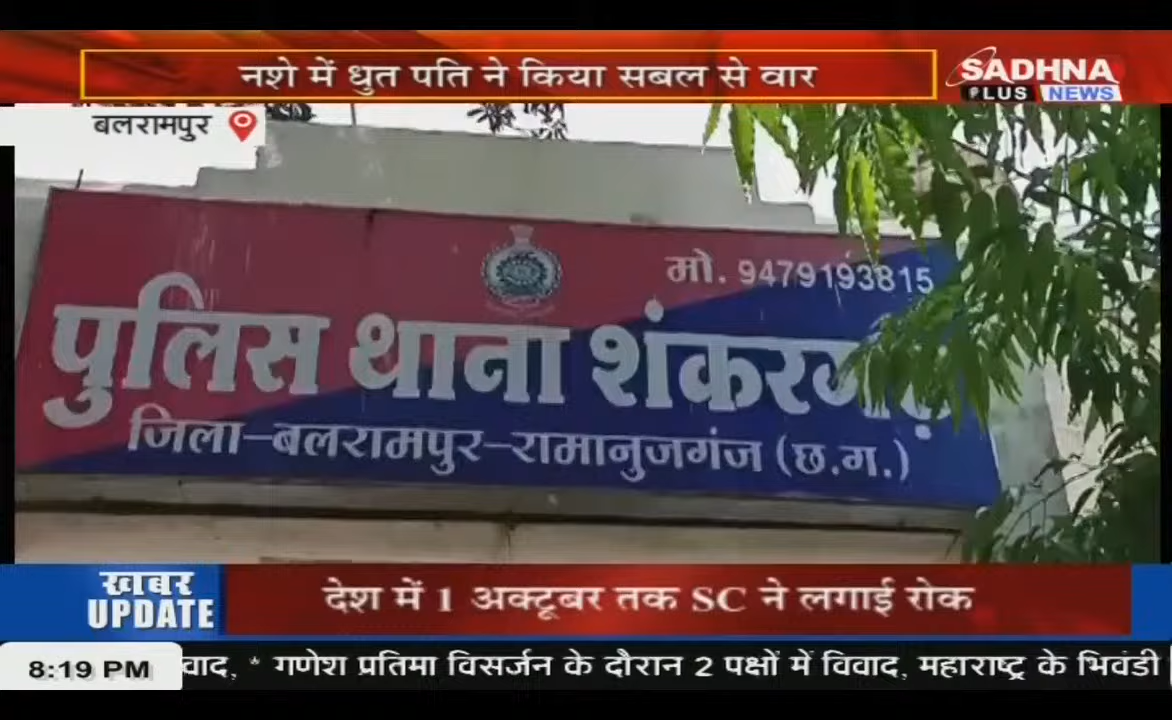 नशे में धुत पति ने किया सबल से वार
SADHNA
PLUS NEWS
बलरामपुर
मो. 9479193815
पुलिस थाना
जिला-बलरामपुर-रामानुजगंज (छ.ग.)
खबर
UPDATE
देश में 1 अक्टूबर तक SC ने लगाई रोक
8:19 PM
वाद, * गणेश प्रतिमा विसर्जन के दौरान 2 पक्षों में विवाद, महाराष्ट्र के भिवंडी